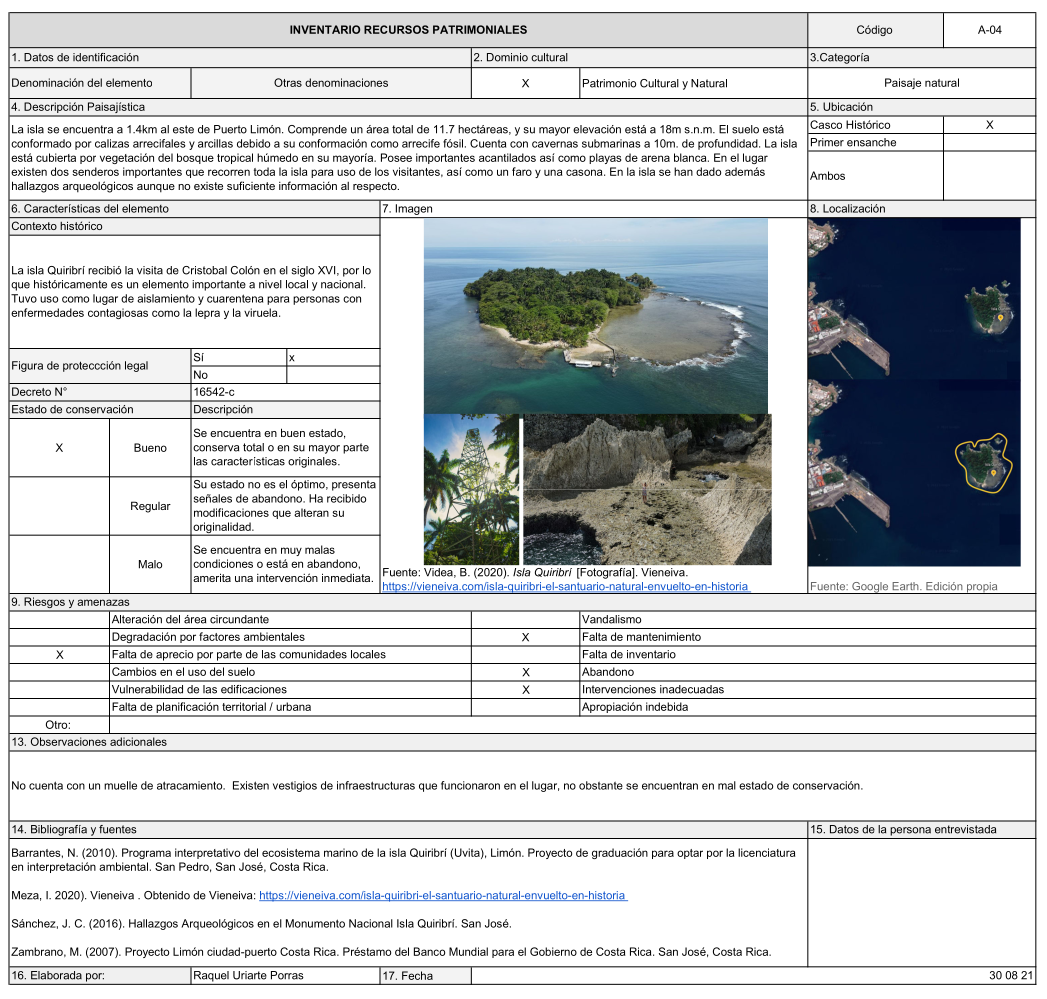 INVENTARIO RECURSOS PATRIMONIALES
Código
A-04
1. Datos de identificación
2. Dominio cultural
3.Categoría
Denominación del elemento
Otras denominaciones
X
Patrimonio Cultural y Natural
Paisaje natural
4. Descripción Paisajística
5. Ubicación
La isla se encuentra a 1.4km al este de Puerto Limón. Comprende un área total de 11.7 hectáreas, y su mayor elevación está a 18m s.n.m. El suelo está
conformado por calizas arrecifales y arcillas debido a su conformación como arrecife fósil. Cuenta con cavernas submarinas a 10m. de profundidad. La isla
está cubierta por vegetación del bosque tropical húmedo en su mayoría. Posee importantes acantilados así como playas de arena blanca. En el lugar
existen dos senderos importantes que recorren toda la isla para uso de los visitantes, así como un faro y una casona. En la isla se han dado además
hallazgos arqueológicos aunque no existe suficiente información al respecto.
Casco Histórico
X
Primer ensanche
Ambos
6. Características del elemento
7. Imagen
8. Localización
Contexto histórico
La isla Quiribrí recibió la visita de Cristobal Colón en el siglo XVI, por lo
que históricamente es un elemento importante a nivel local y nacional.
Tuvo uso como lugar de aislamiento y cuarentena para personas con
enfermedades contagiosas como la lepra y la viruela.
Figura de proteccción legal
Sí
x
No
Decreto N°
16542-c
Estado de conservación
Descripción
X
Bueno
Se encuentra en buen estado,
conserva total o en su mayor parte
las características originales.
Regular
Su estado no es el óptimo, presenta
señales de abandono. Ha recibido
modificaciones que alteran su
originalidad.
Malo
Se encuentra en muy malas
condiciones o está en abandono,
amerita una intervención inmediata.
Fuente: Videa, B. (2020). Isla Quiribrí [Fotografía]. Vieneiva.
https://vieneiva.com/isla-quiribri-el-santuario-natural-envuelto-en-historia
Fuente: Google Earth. Edición propia
9. Riesgos y amenazas
Alteración del área circundante
Vandalismo
Degradación por factores ambientales
X
Falta de mantenimiento
X
Falta de aprecio por parte de las comunidades locales
Falta de inventario
Cambios en el uso del suelo
X
Abandono
Vulnerabilidad de las edificaciones
X
Intervenciones inadecuadas
Falta de planificación territorial / urbana
Apropiación indebida
Otro:
13. Observaciones adicionales
No cuenta con un muelle de atracamiento. Existen vestigios de infraestructuras que funcionaron en el lugar, no obstante se encuentran en mal estado de conservación.
14. Bibliografía y fuentes
15. Datos de la persona entrevistada
Barrantes, N. (2010). Programa interpretativo del ecosistema marino de la isla Quiribrí (Uvita), Limón. Proyecto de graduación para optar por la licenciatura
en interpretación ambiental. San Pedro, San José, Costa Rica.
Meza, I. 2020). Vieneiva . Obtenido de Vieneiva: https://vieneiva.com/isla-quiribri-el-santuario-natural-envuelto-en-historia
Sánchez, J. C. (2016). Hallazgos Arqueológicos en el Monumento Nacional Isla Quiribrí. San José.
Zambrano, M. (2007). Proyecto Limón ciudad-puerto Costa Rica. Préstamo del Banco Mundial para el Gobierno de Costa Rica. San José, Costa Rica.
16. Elaborada por:
Raquel Uriarte Porras
17. Fecha
30 08 21